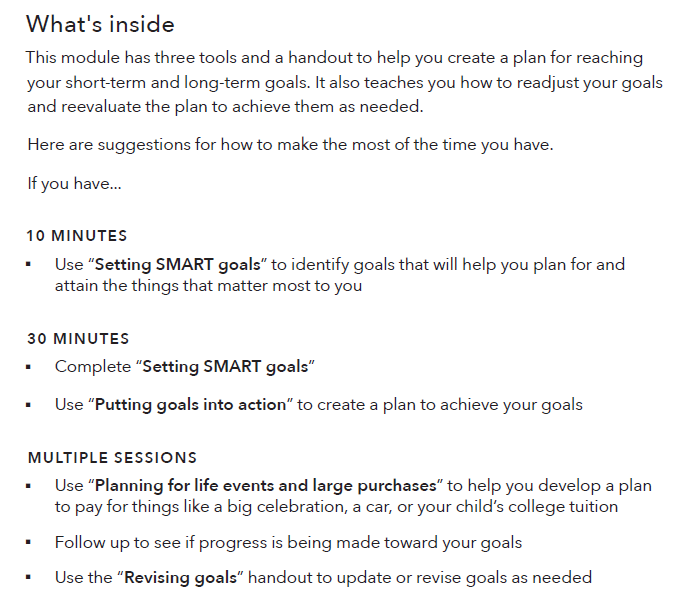 What's inside
This module has three tools and a handout to help you create a plan for reaching
your short-term and long-term goals. It also teaches you how to readjust your goals
and reevaluate the plan to achieve them as needed.
Here are suggestions for how to make the most of the time you have.
If you have...
10 MINUTES
▪ Use “Setting SMART goals” to identify goals that will help you plan for and
attain the things that matter most to you
30 MINUTES
▪ Complete “Setting SMART goals”
▪ Use “Putting goals into action” to create a plan to achieve your goals
MULTIPLE SESSIONS
▪ Use “Planning for life events and large purchases” to help you develop a plan
to pay for things like a big celebration, a car, or your child’s college tuition
▪ Follow up to see if progress is being made toward your goals
▪ Use the “Revising goals” handout to update or revise goals as needed